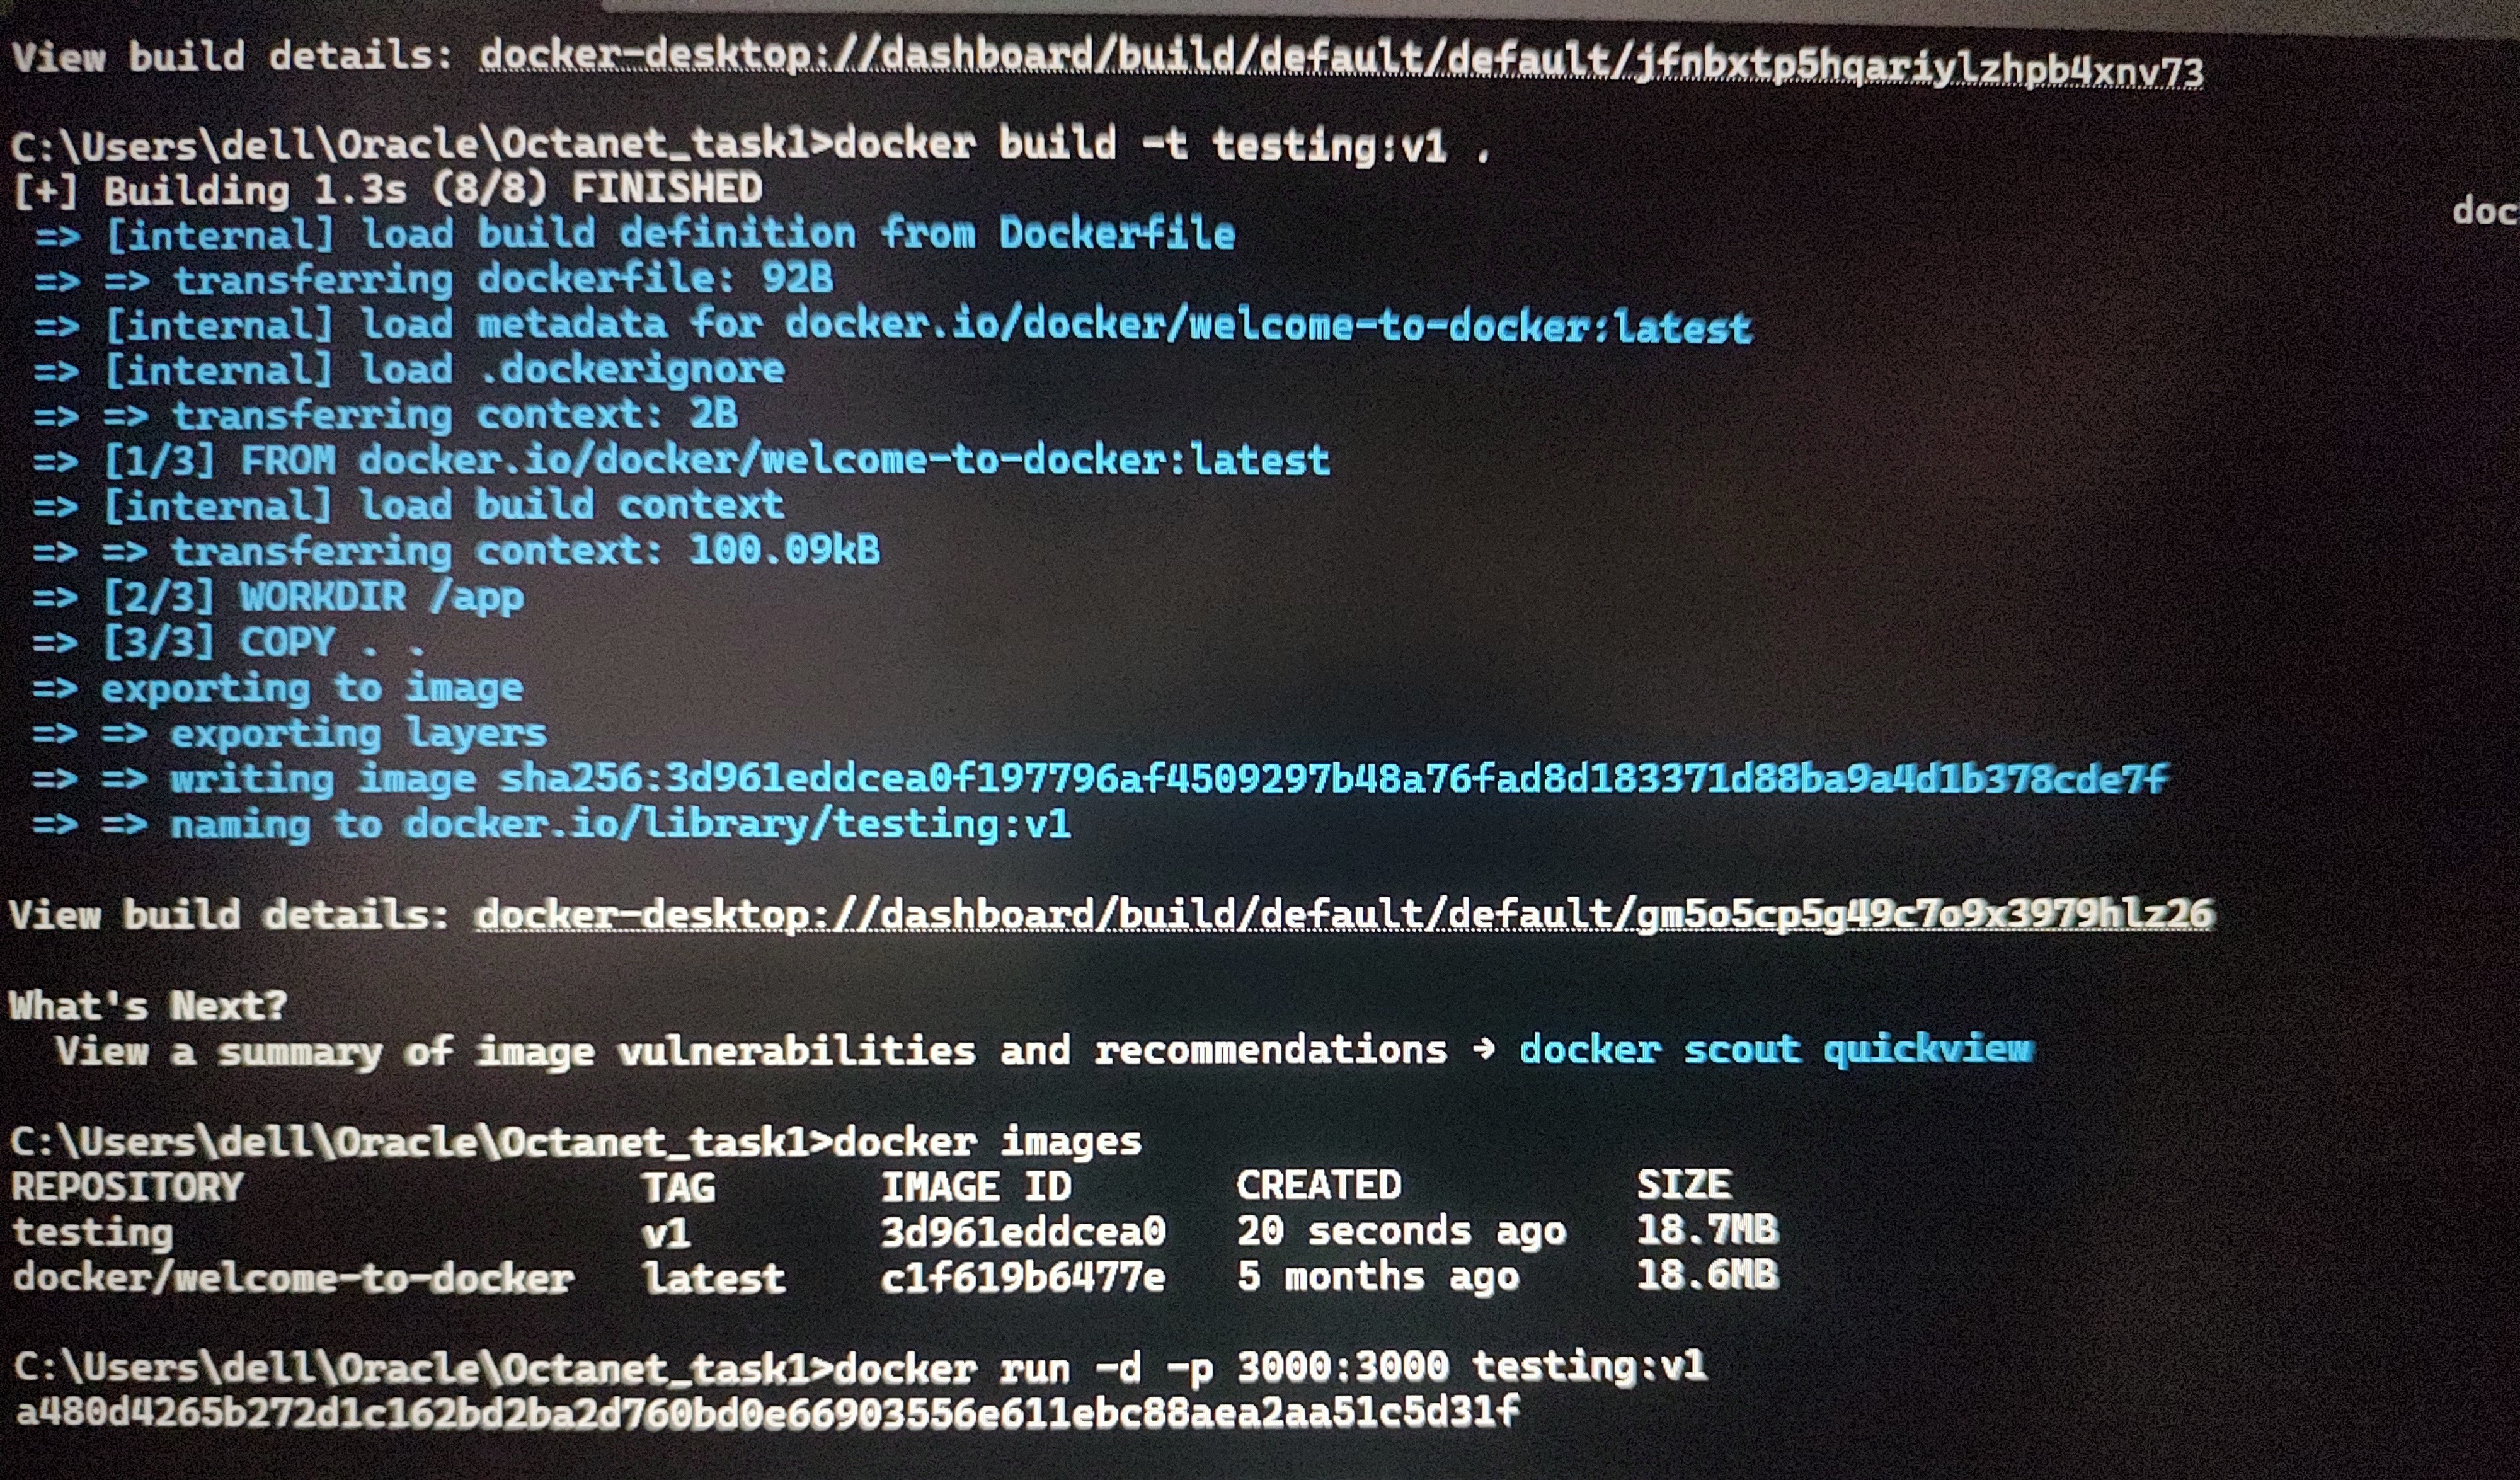 View build details: docker-desktop://dashboard/build/default/default/jfnbxtp5hqariylzhpb4xnv73
C:\Users\dell\Oracle\Octanet_task1>docker build -t testing:v1 .
[+] Building 1.3s (8/8) FINISHED
doc
=> [internal] load build definition from Dockerfile
=> => transferring dockerfile: 92B
=> [internal] load metadata for docker.io/docker/welcome-to-docker:latest
=> [internal] load .dockerignore
=> => transferring context: 2B
=> [1/3] FROM docker.io/docker/welcome-to-docker:latest
=> [internal] load build context
=> => transferring context: 100.09kB
=> [2/3] WORKDIR /app
=> [3/3] COPY . .
=> exporting to image
=> => exporting layers
=> => writing image sha256:3d961eddcea0f197796af4509297b48a76fad8d183371d88ba9a4d1b378cde7f
=> => naming to docker.io/library/testing:v1
View build details: docker-desktop://dashboard/build/default/default/gm5o5cp5g49c7o9x3979hlz26
What's Next?
View a summary of image vulnerabilities and recommendations → docker scout quickview
C:\Users\dell\Oracle\Octanet_task1>docker images
REPOSITORY TAG IMAGE ID CREATED SIZE
testing v1 3d961eddcea0 20 seconds ago 18.7MB
docker/welcome-to-docker latest c1f619b6477e 5 months ago 18.6MB
C:\Users\dell\Oracle\Octanet_task1>docker run -d -p 3000:3000 testing:v1
a480d4265b272d1c162bd2ba2d760bd0e66903556e611ebc88aea2aa51c5d31f